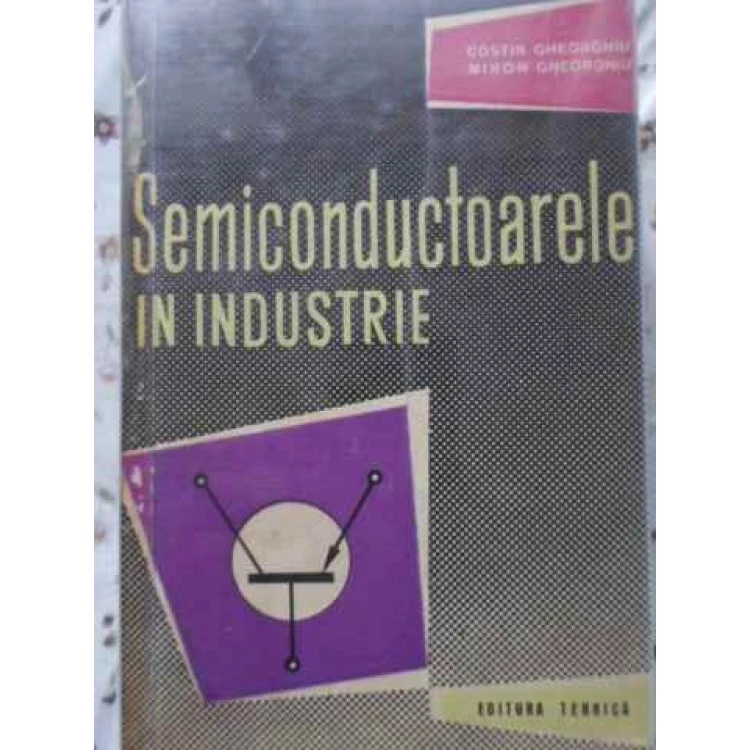 COSTIN GHEORGHIU
MIRON GHEORGHIU
Semiconductoarele
IN INDUSTRIE
EDITURA TEHNICĂ